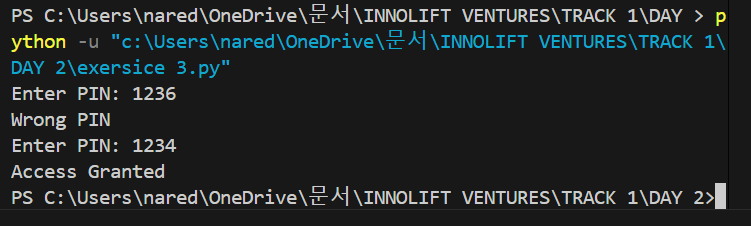 PS C:\Users\nared\OneDrive\문서\INNOLIFT VENTURES\TRACK 1\DAY > p
ython -u "c:\Users\nared\OneDrive\문서\INNOLIFT VENTURES\TRACK 1\
DAY 2\exersice 3.py"
Enter PIN: 1236
Wrong PIN
Enter PIN: 1234
Access Granted
PS C:\Users\nared\OneDrive\문서\INNOLIFT VENTURES\TRACK 1\DAY 2>